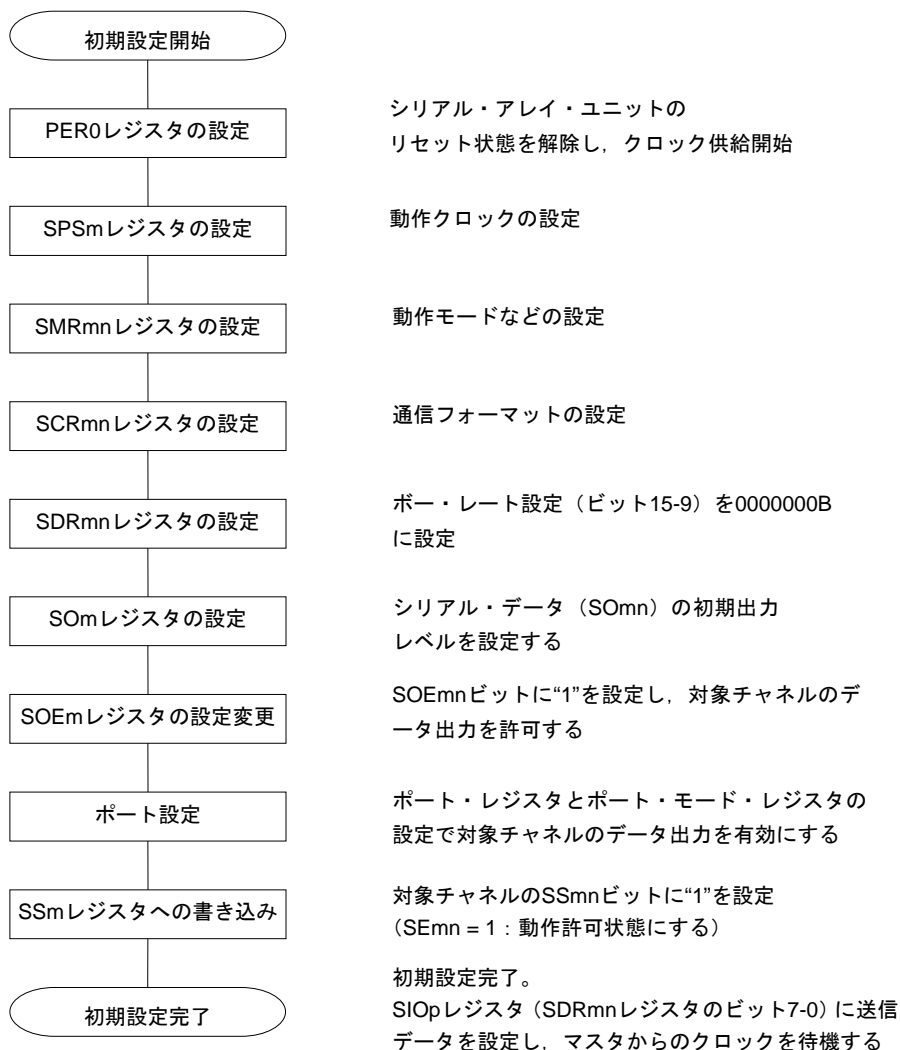 初期設定開始
PER0レジスタの設定
シリアル・アレイ・ユニットの
リセット状態を解除し，クロック供給開始
SPSmレジスタの設定
動作クロックの設定
SMRmnレジスタの設定
動作モードなどの設定
SCRmnレジスタの設定
通信フォーマットの設定
SDRmnレジスタの設定
ボー・レート設定（ビット15-9）を0000000B
に設定
SOmレジスタの設定
シリアル・データ（SOmn）の初期出力
レベルを設定する
SOEmレジスタの設定変更
SOEmnビットに“1”を設定し，対象チャネルのデ
ータ出力を許可する
ポート設定
ポート・レジスタとポート・モード・レジスタの
設定で対象チャネルのデータ出力を有効にする
SSmレジスタへの書き込み
対象チャネルのSSmnビットに“1”を設定
（SEmn = 1：動作許可状態にする）
初期設定完了
初期設定完了。
SIOpレジスタ（SDRmnレジスタのビット7-0）に送信
データを設定し，マスタからのクロックを待機する